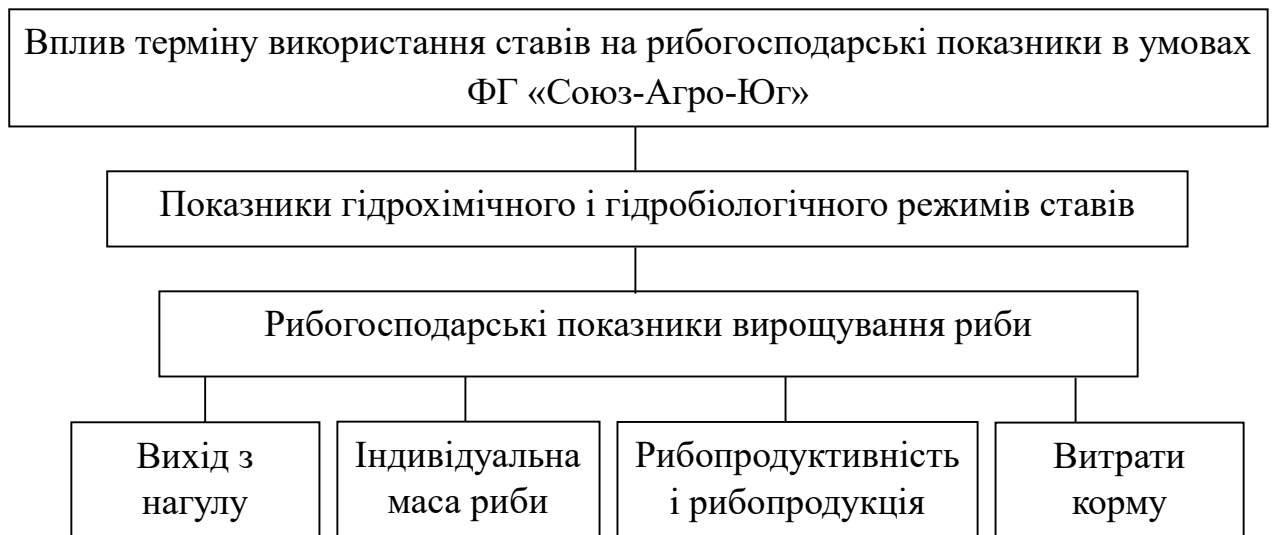 Вплив терміну використання ставів на рибогосподарські показники в умовах
ФГ «Союз-Агро-Юг»
Показники гідрохімічного і гідробіологічного режимів ставів
Рибогосподарські показники вирощування риби
Вихід з
нагулу
Індивідуальна
маса риби
Рибопродуктивність
і рибопродукція
Витрати
корму